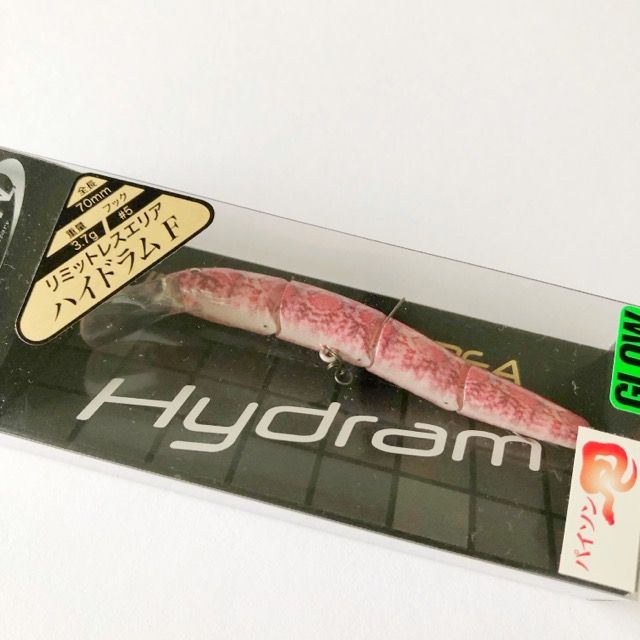 全長 フック
70mm #5
重量
3.7g
リミットレスエリア
ハイドラム F
Hydram
GLOW
パイソン